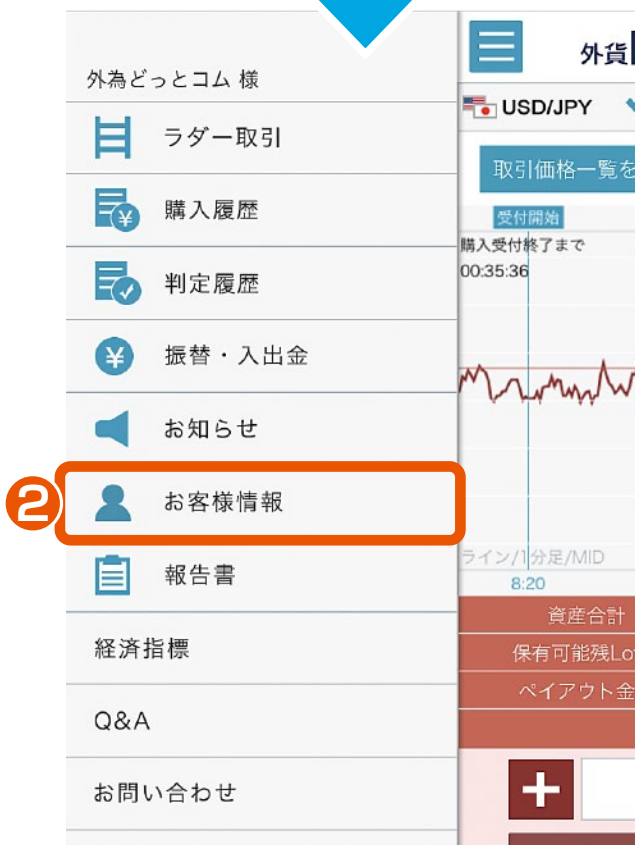 外為どっとコム 様
ラダー取引
購入履歴
判定履歴
振替・入出金
お知らせ
2
お客様情報
報告書
経済指標
Q&A
お問い合わせ
外貨
USD/JPY
取引価格一覧を
受付開始
購入受付終了まで
00:35:36
ライン/1分足/MID
8:20
資産合計
保有可能残Lo
ペイアウト金